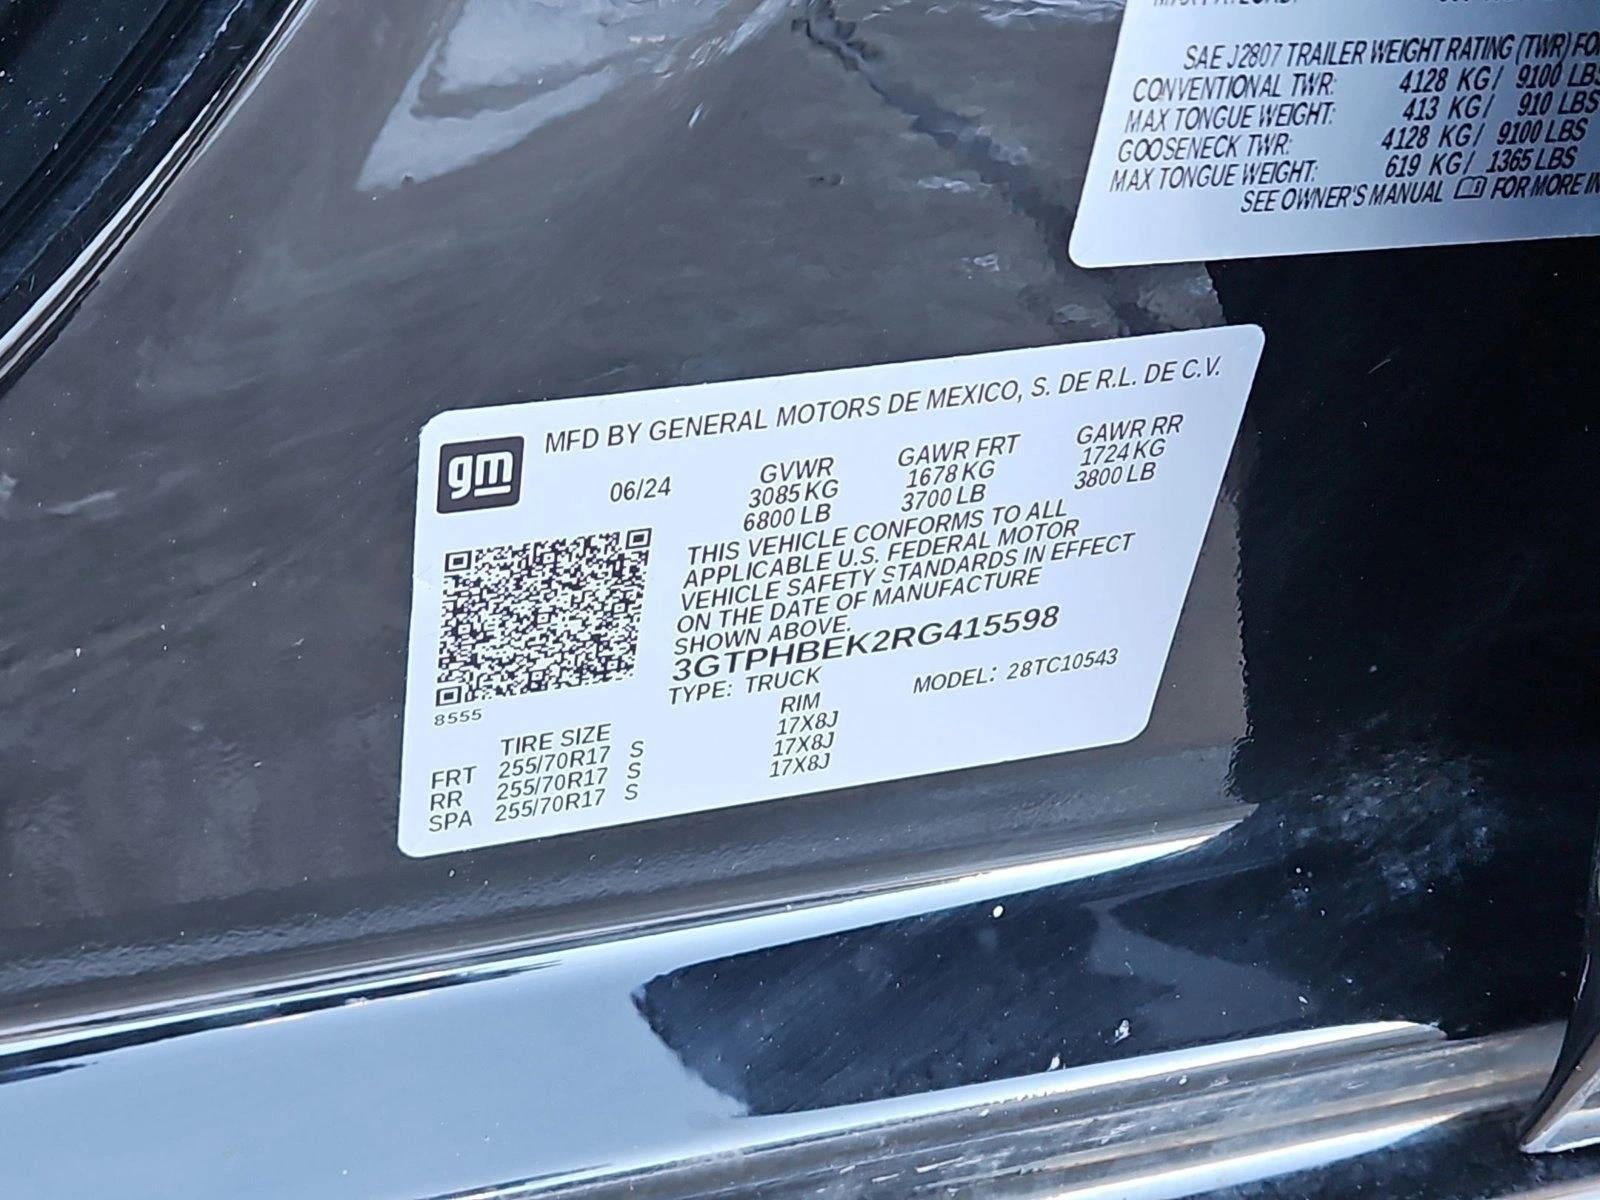 SAE J2807 TRAILER WEIGHT RATING (TWR) FO
CONVENTIONAL TWR: 4128 KG/ 9100 LBS
MAX TONGUE WEIGHT: 413 KG/ 910 LBS
GOOSENECK TWR: 4128 KG/ 9100 LBS
MAX TONGUE WEIGHT: 619 KG/ 1365 LBS
SEE OWNER'S MANUAL FOR MORE IN
gm
MFD BY GENERAL MOTORS DE MEXICO, S. DE R.L. DE C.V.
06/24 GVWR GAWR FRT GAWR RR
3085 KG 1678 KG 1724 KG
6800 LB 3700 LB 3800 LB
THIS VEHICLE CONFORMS TO ALL
APPLICABLE U.S. FEDERAL MOTOR
VEHICLE SAFETY STANDARDS IN EFFECT
ON THE DATE OF MANUFACTURE
SHOWN ABOVE.
3GTPHBEK2RG415598
TYPE: TRUCK MODEL: 28TC10543
8555
TIRE SIZE RIM
FRT 255/70R17 S 17X8J
RR 255/70R17 S 17X8J
SPA 255/70R17 S 17X8J